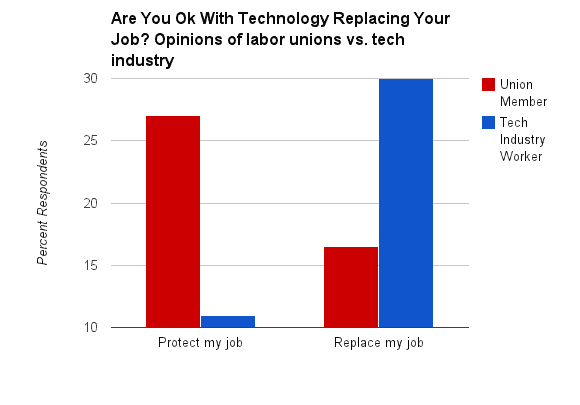 Are You Ok With Technology Replacing Your
Job? Opinions of labor unions vs. tech
industry
30
25
20
15
10
Percent Respondents
Protect my job
Replace my job
Union
Member
Tech
Industry
Worker